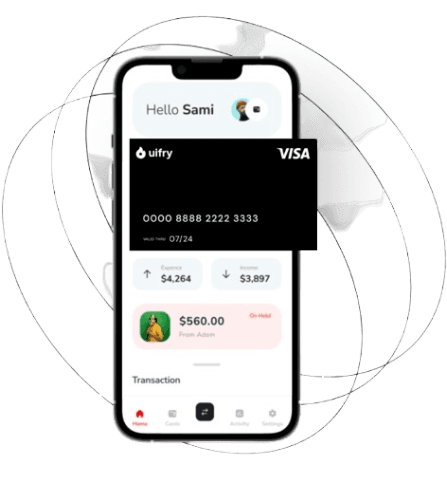 Hello Sami
uifry
VISA
0000 8888 2222 3333
VALID THRU 07/24
Essence
$4,264
Income
$3,897
$560.00
On Hold
From Adom
Transaction
Home
Cards
Activity
Settings